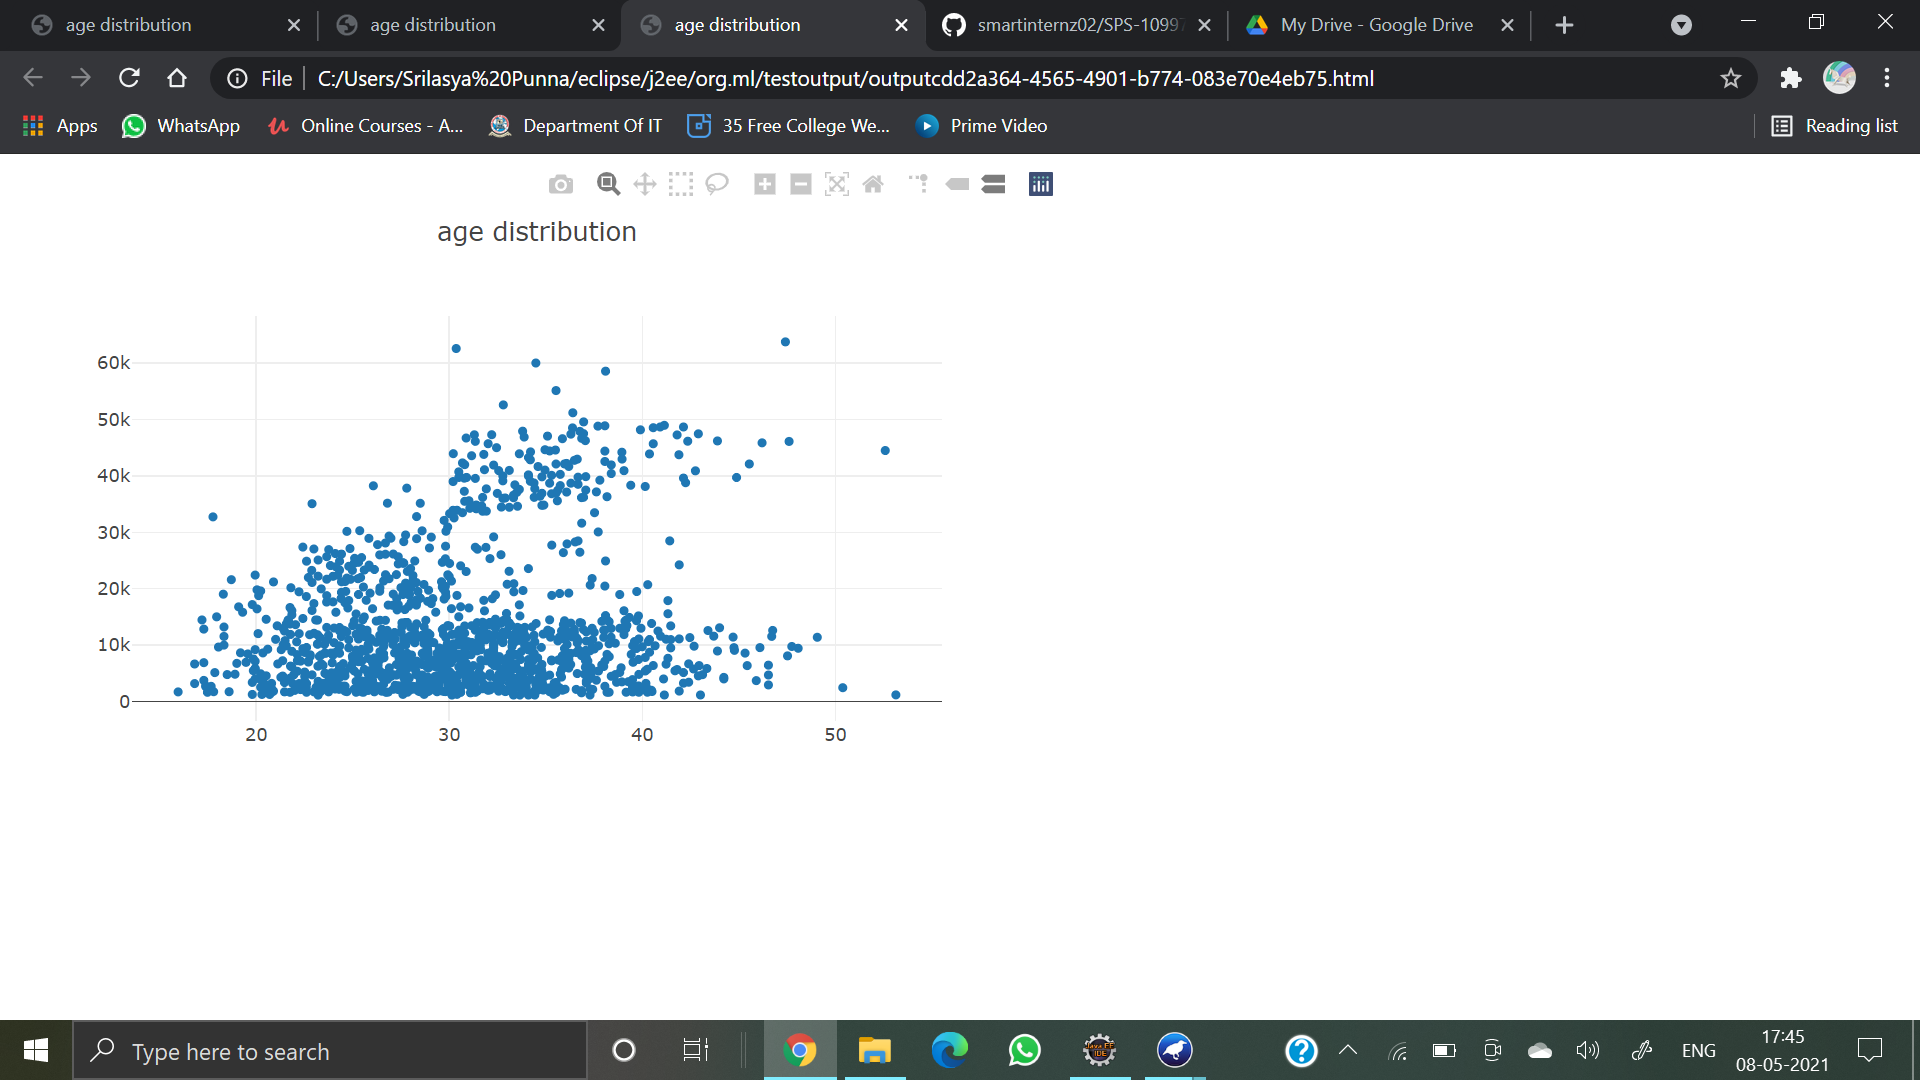 age distribution
age distribution
age distribution
smartinternz02/SPS-1099
My Drive - Google Drive
File
C:/Users/Srilasya%20Punna/eclipse/j2ee/org.ml/testoutput/outputcdd2a364-4565-4901-b774-083e70e4eb75.html
Apps
WhatsApp
Online Courses - A...
Department Of IT
35 Free College We...
Prime Video
Reading list
age distribution
60k
50k
40k
30k
20k
10k
0
20
30
40
50
Type here to search
Java EE
IDE
ENG
17:45
08-05-2021